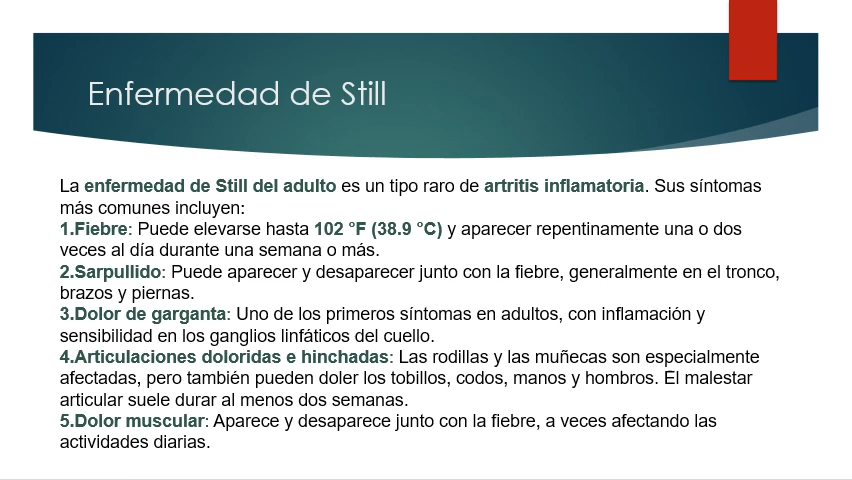 Enfermedad de Still
La enfermedad de Still del adulto es un tipo raro de artritis inflamatoria. Sus síntomas
más comunes incluyen:
1.Fiebre: Puede elevarse hasta 102 °F (38.9 °C) y aparecer repentinamente una o dos
veces al día durante una semana o más.
2.Sarpullido: Puede aparecer y desaparecer junto con la fiebre, generalmente en el tronco,
brazos y piernas.
3.Dolor de garganta: Uno de los primeros síntomas en adultos, con inflamación y
sensibilidad en los ganglios linfáticos del cuello.
4.Articulaciones doloridas e hinchadas: Las rodillas y las muñecas son especialmente
afectadas, pero también pueden doler los tobillos, codos, manos y hombros. El malestar
articular suele durar al menos dos semanas.
5.Dolor muscular: Aparece y desaparece junto con la fiebre, a veces afectando las
actividades diarias.